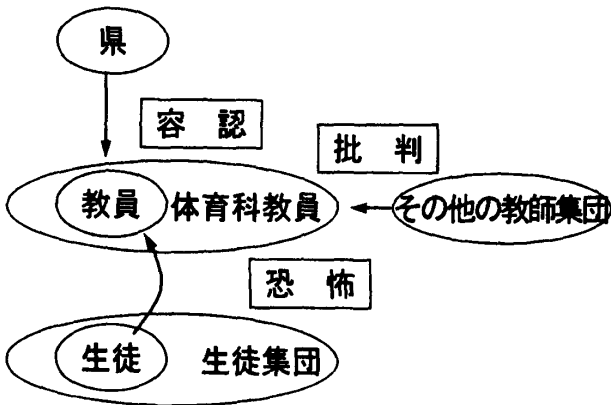 県
容認
批判
教員 体育科教員
その他の教師集団
恐怖
生徒 生徒集団